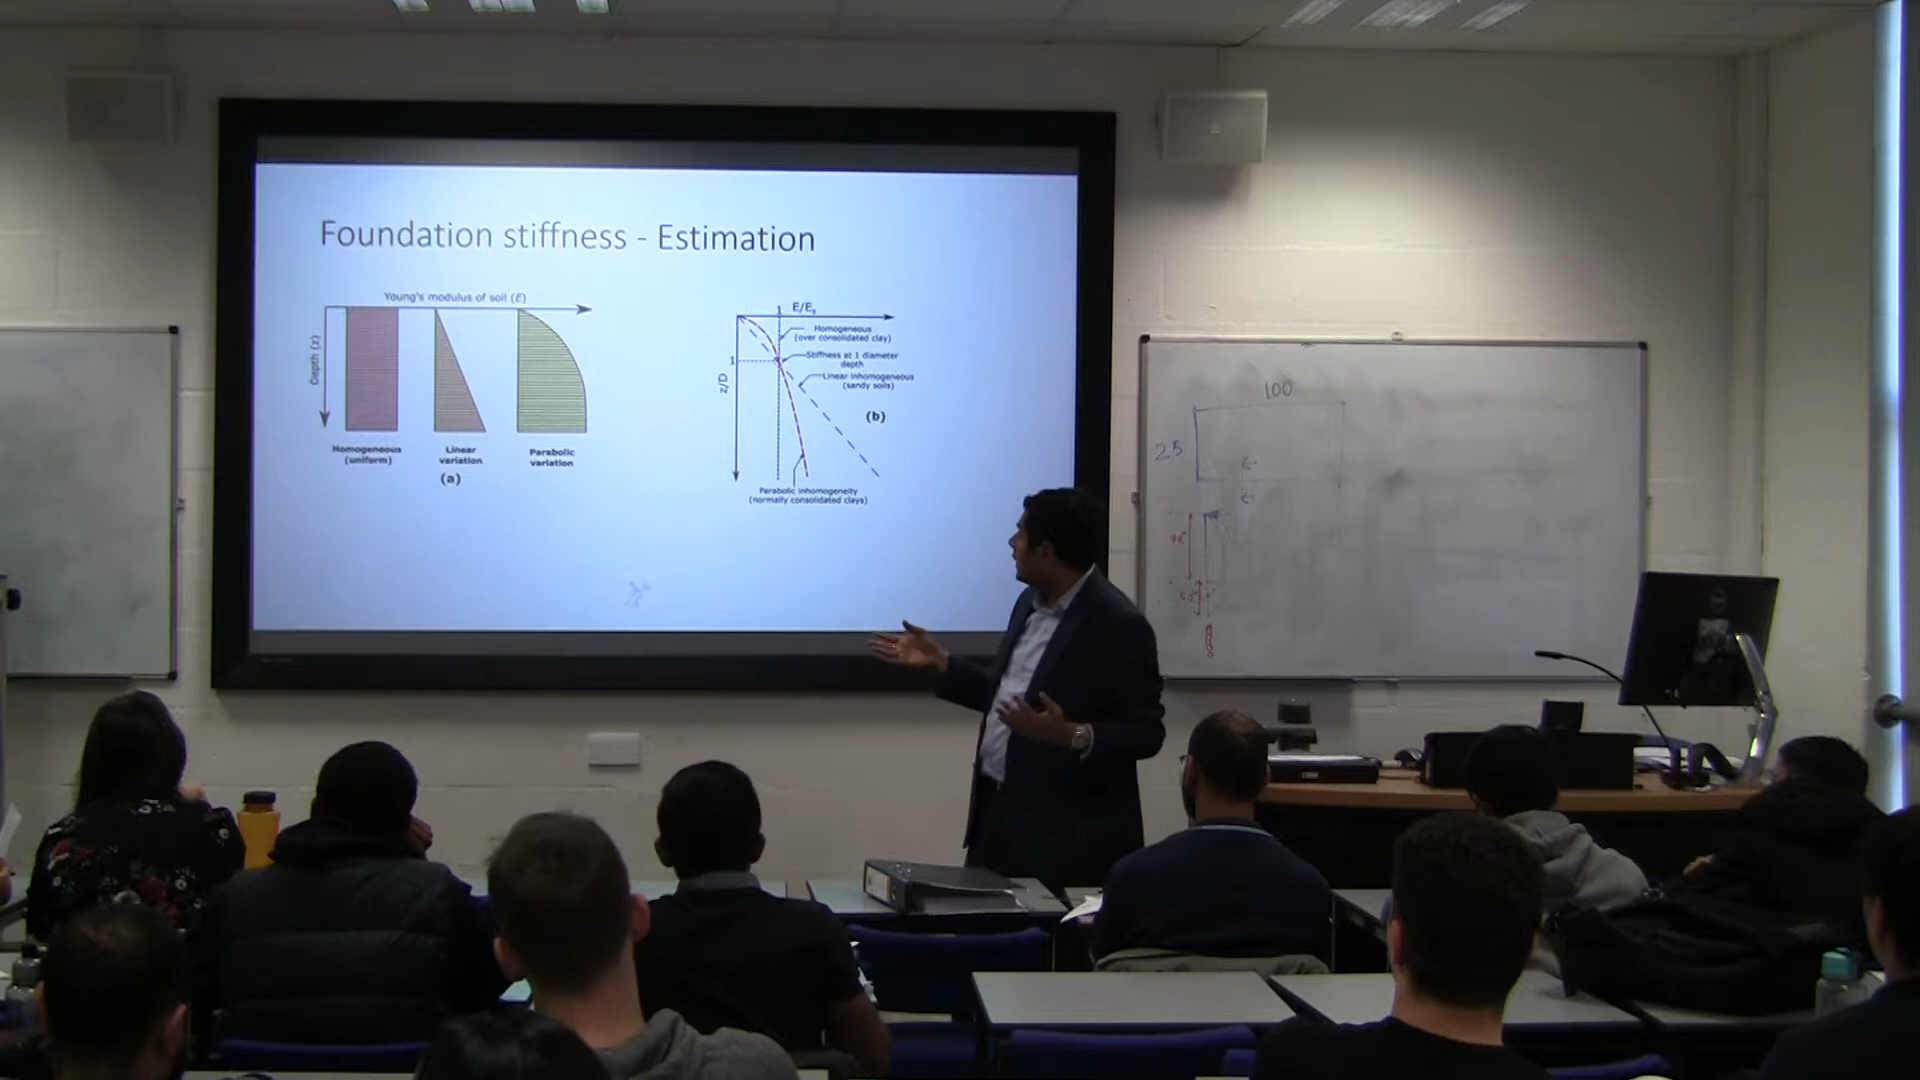 Foundation stiffness - Estimation
Young's modulus of soil (E)
Depth (z)
Homogeneous
(uniform)
Linear
variation
Parabolic
variation
(a)
1
E/Es
Homogeneous
(over consolidated clay)
Stiffness at 1 diameter
depth
1
Linear inhomogeneous
(sandy soils)
z/D
(b)
Parabolic inhomogeneity
(normally consolidated clays)
100
25